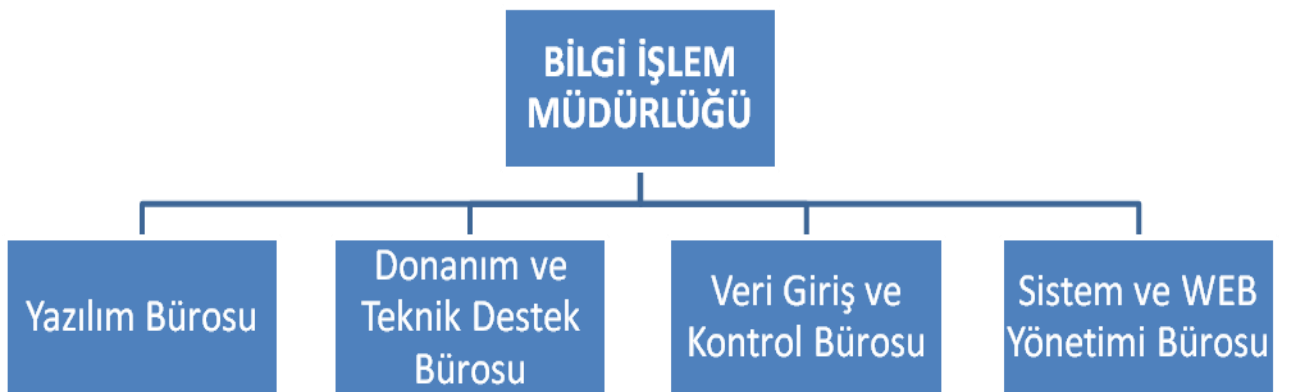 BİLGİ İŞLEM
MÜDÜRLÜĞÜ
Yazılım Bürosu
Donanım ve
Teknik Destek
Bürosu
Veri Giriş ve
Kontrol Bürosu
Sistem ve WEB
Yönetimi Bürosu